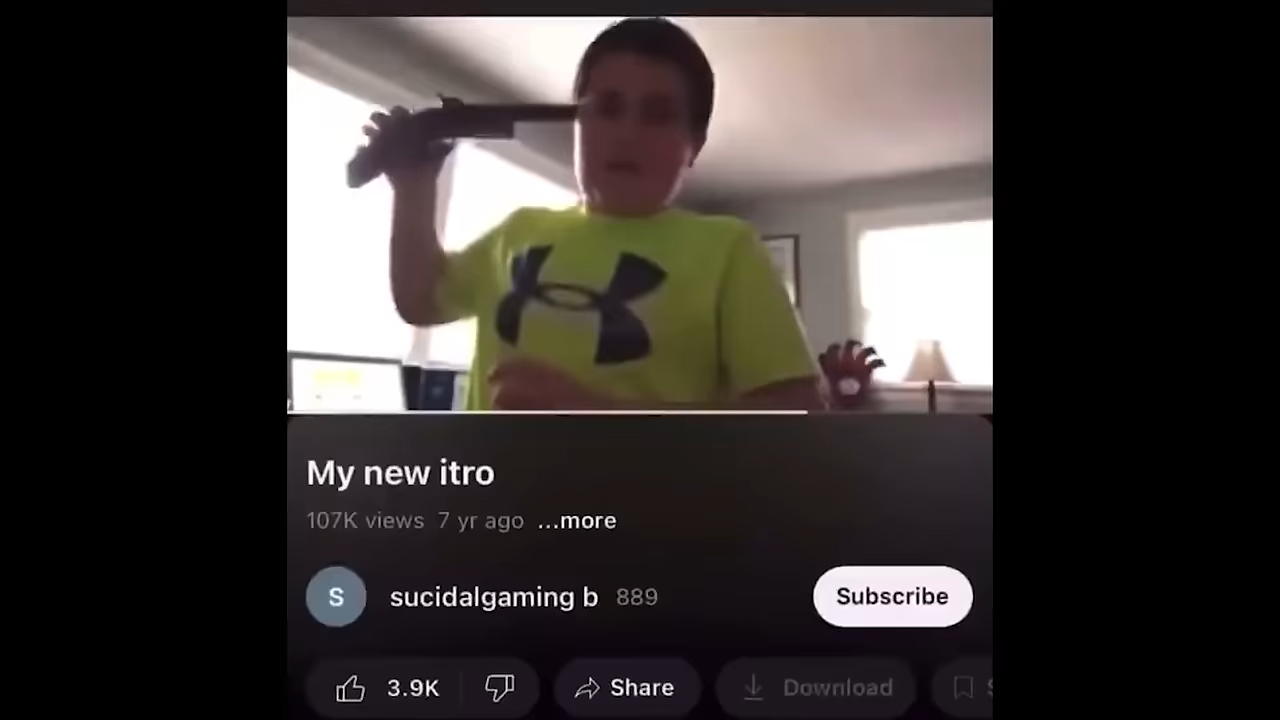 My new itro
107K views 7 yr ago ...more
S sucidalgaming b 889 Subscribe
3.9K Share Download